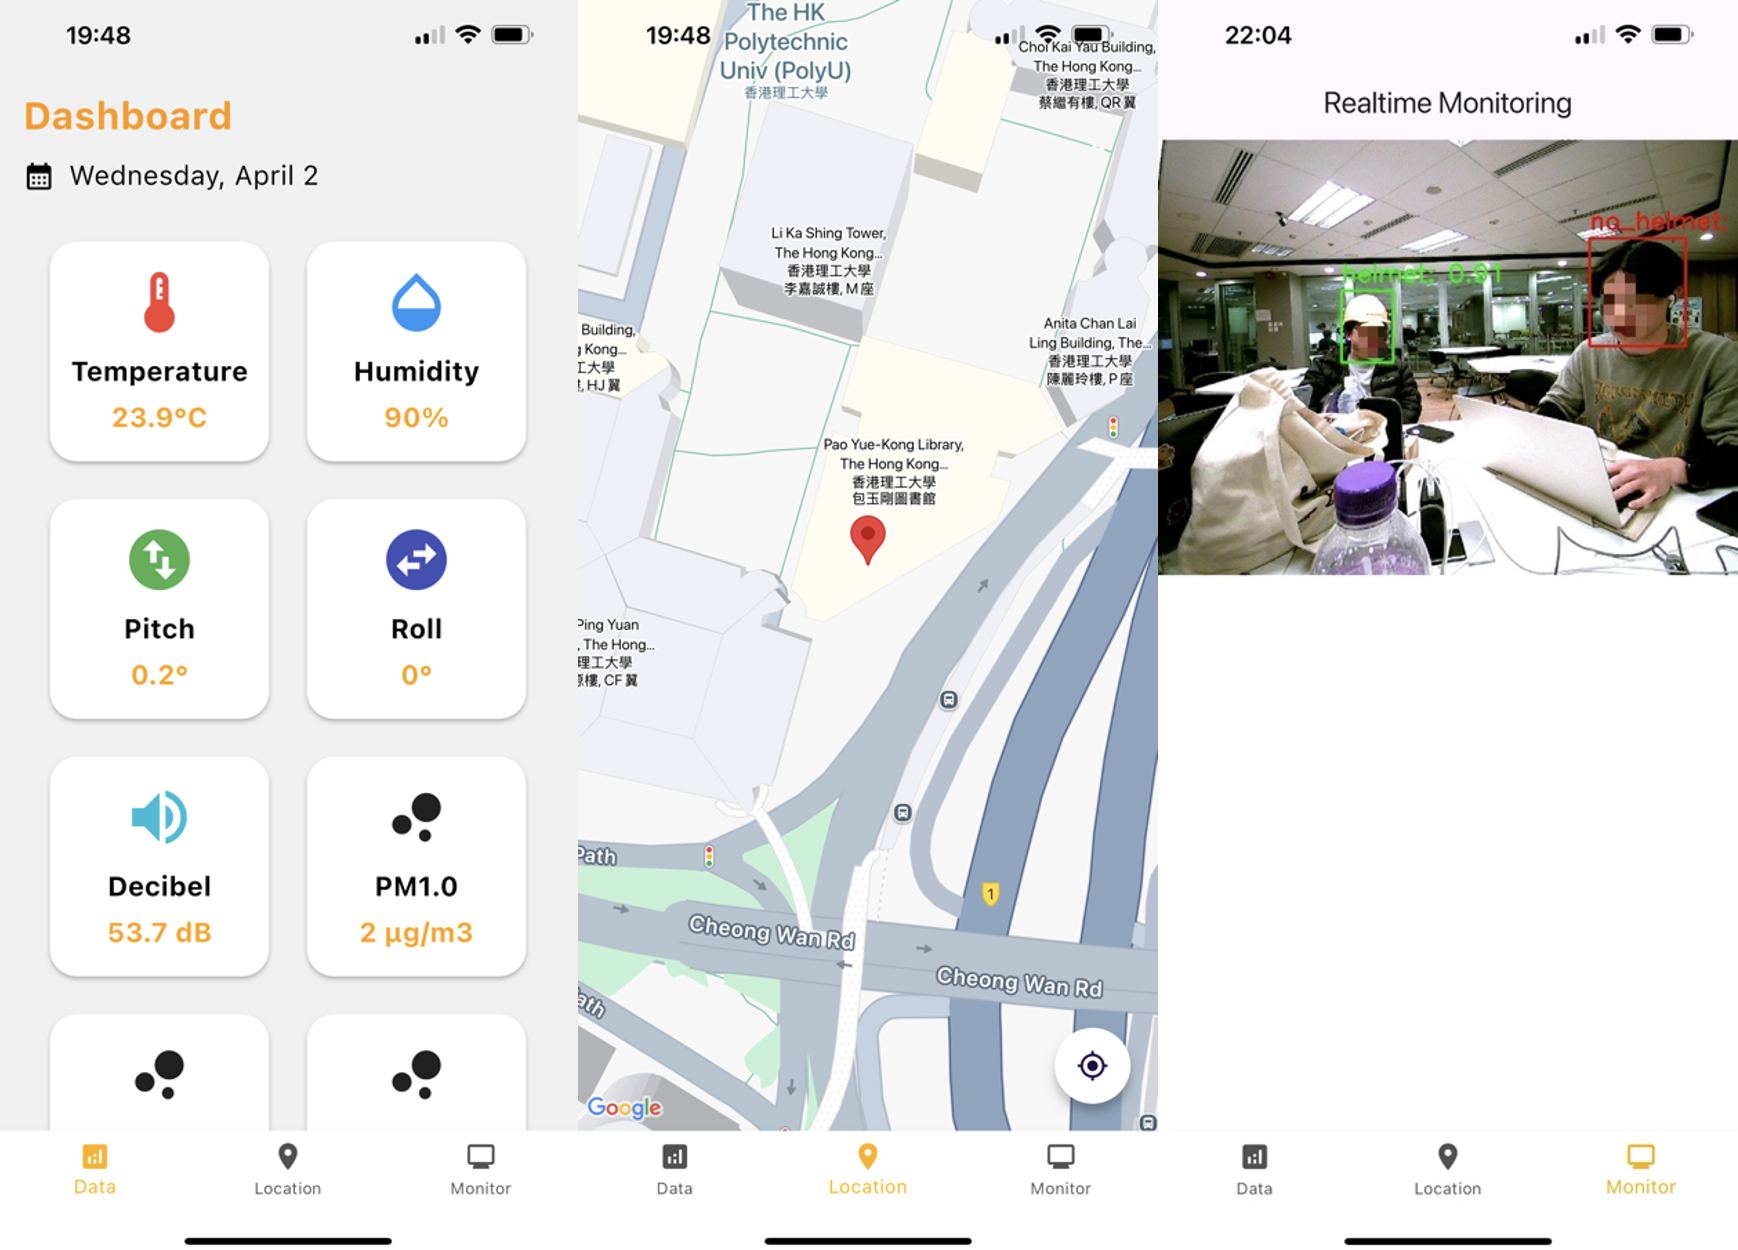 19:48
Dashboard
Wednesday, April 2
Temperature
23.9°C
Humidity
90%
Pitch
0.2°
Roll
0°
Decibel
53.7 dB
PM1.0
2 µg/m3
Data
Location
Monitor
19:48
The HK
Polytechnic
Univ (PolyU)
香港理工大學
Choi Kai Yau Building,
The Hong Kong...
香港理工大學
蔡繼有樓, QR翼
Li Ka Shing Tower,
The Hong Kong...
香港理工大學
李嘉誠樓, M座
Building,
Kong...
工大學
HJ翼
Anita Chan Lai
Ling Building, The...
香港理工大學
陳麗玲樓, P座
Pao Yue-Kong Library,
The Hong Kong...
香港理工大學
包玉剛圖書館
Ping Yuan
, The Hong...
理工大學
樓, CF翼
Path
1
Cheong Wan Rd
Cheong Wan Rd
ath
Google
Data
Location
Monitor
22:04
Realtime Monitoring
no_helmet:
helmet: 0.91
Data
Location
Monitor